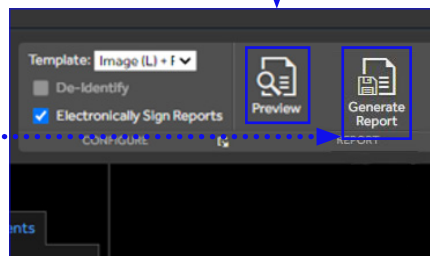 Template: Image (L) + F
De-Identify
Electronically Sign Reports
CONFIGURE
Preview
Generate
Report
REPORT
ents